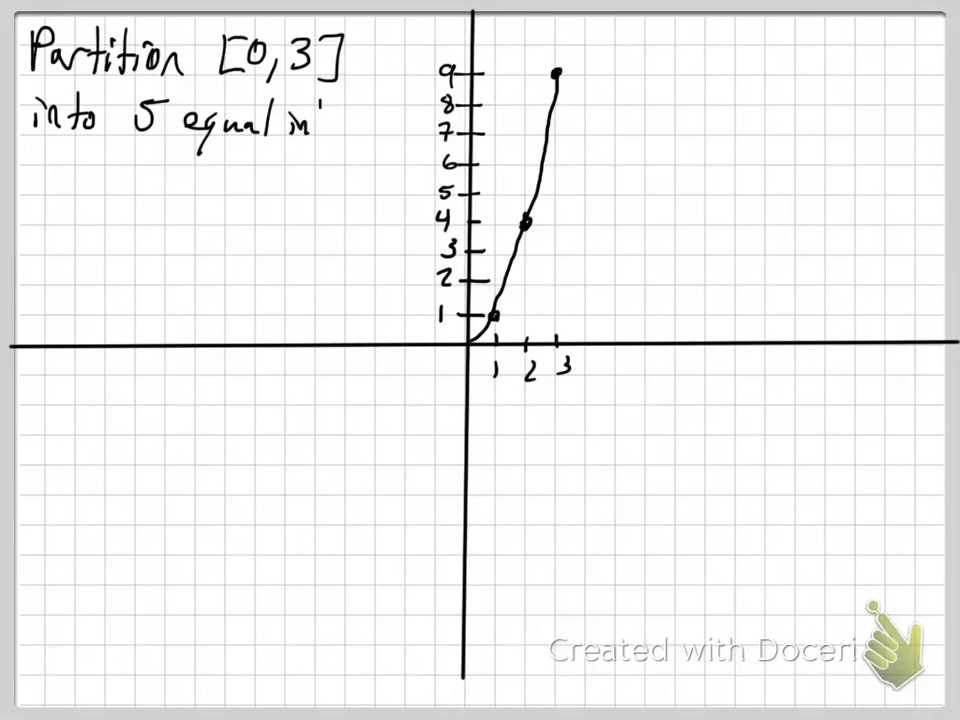 Partition [0,3]
into 5 equal in
9
8
7
6
5
4
3
2
1
1 2 3
Created with Doceri